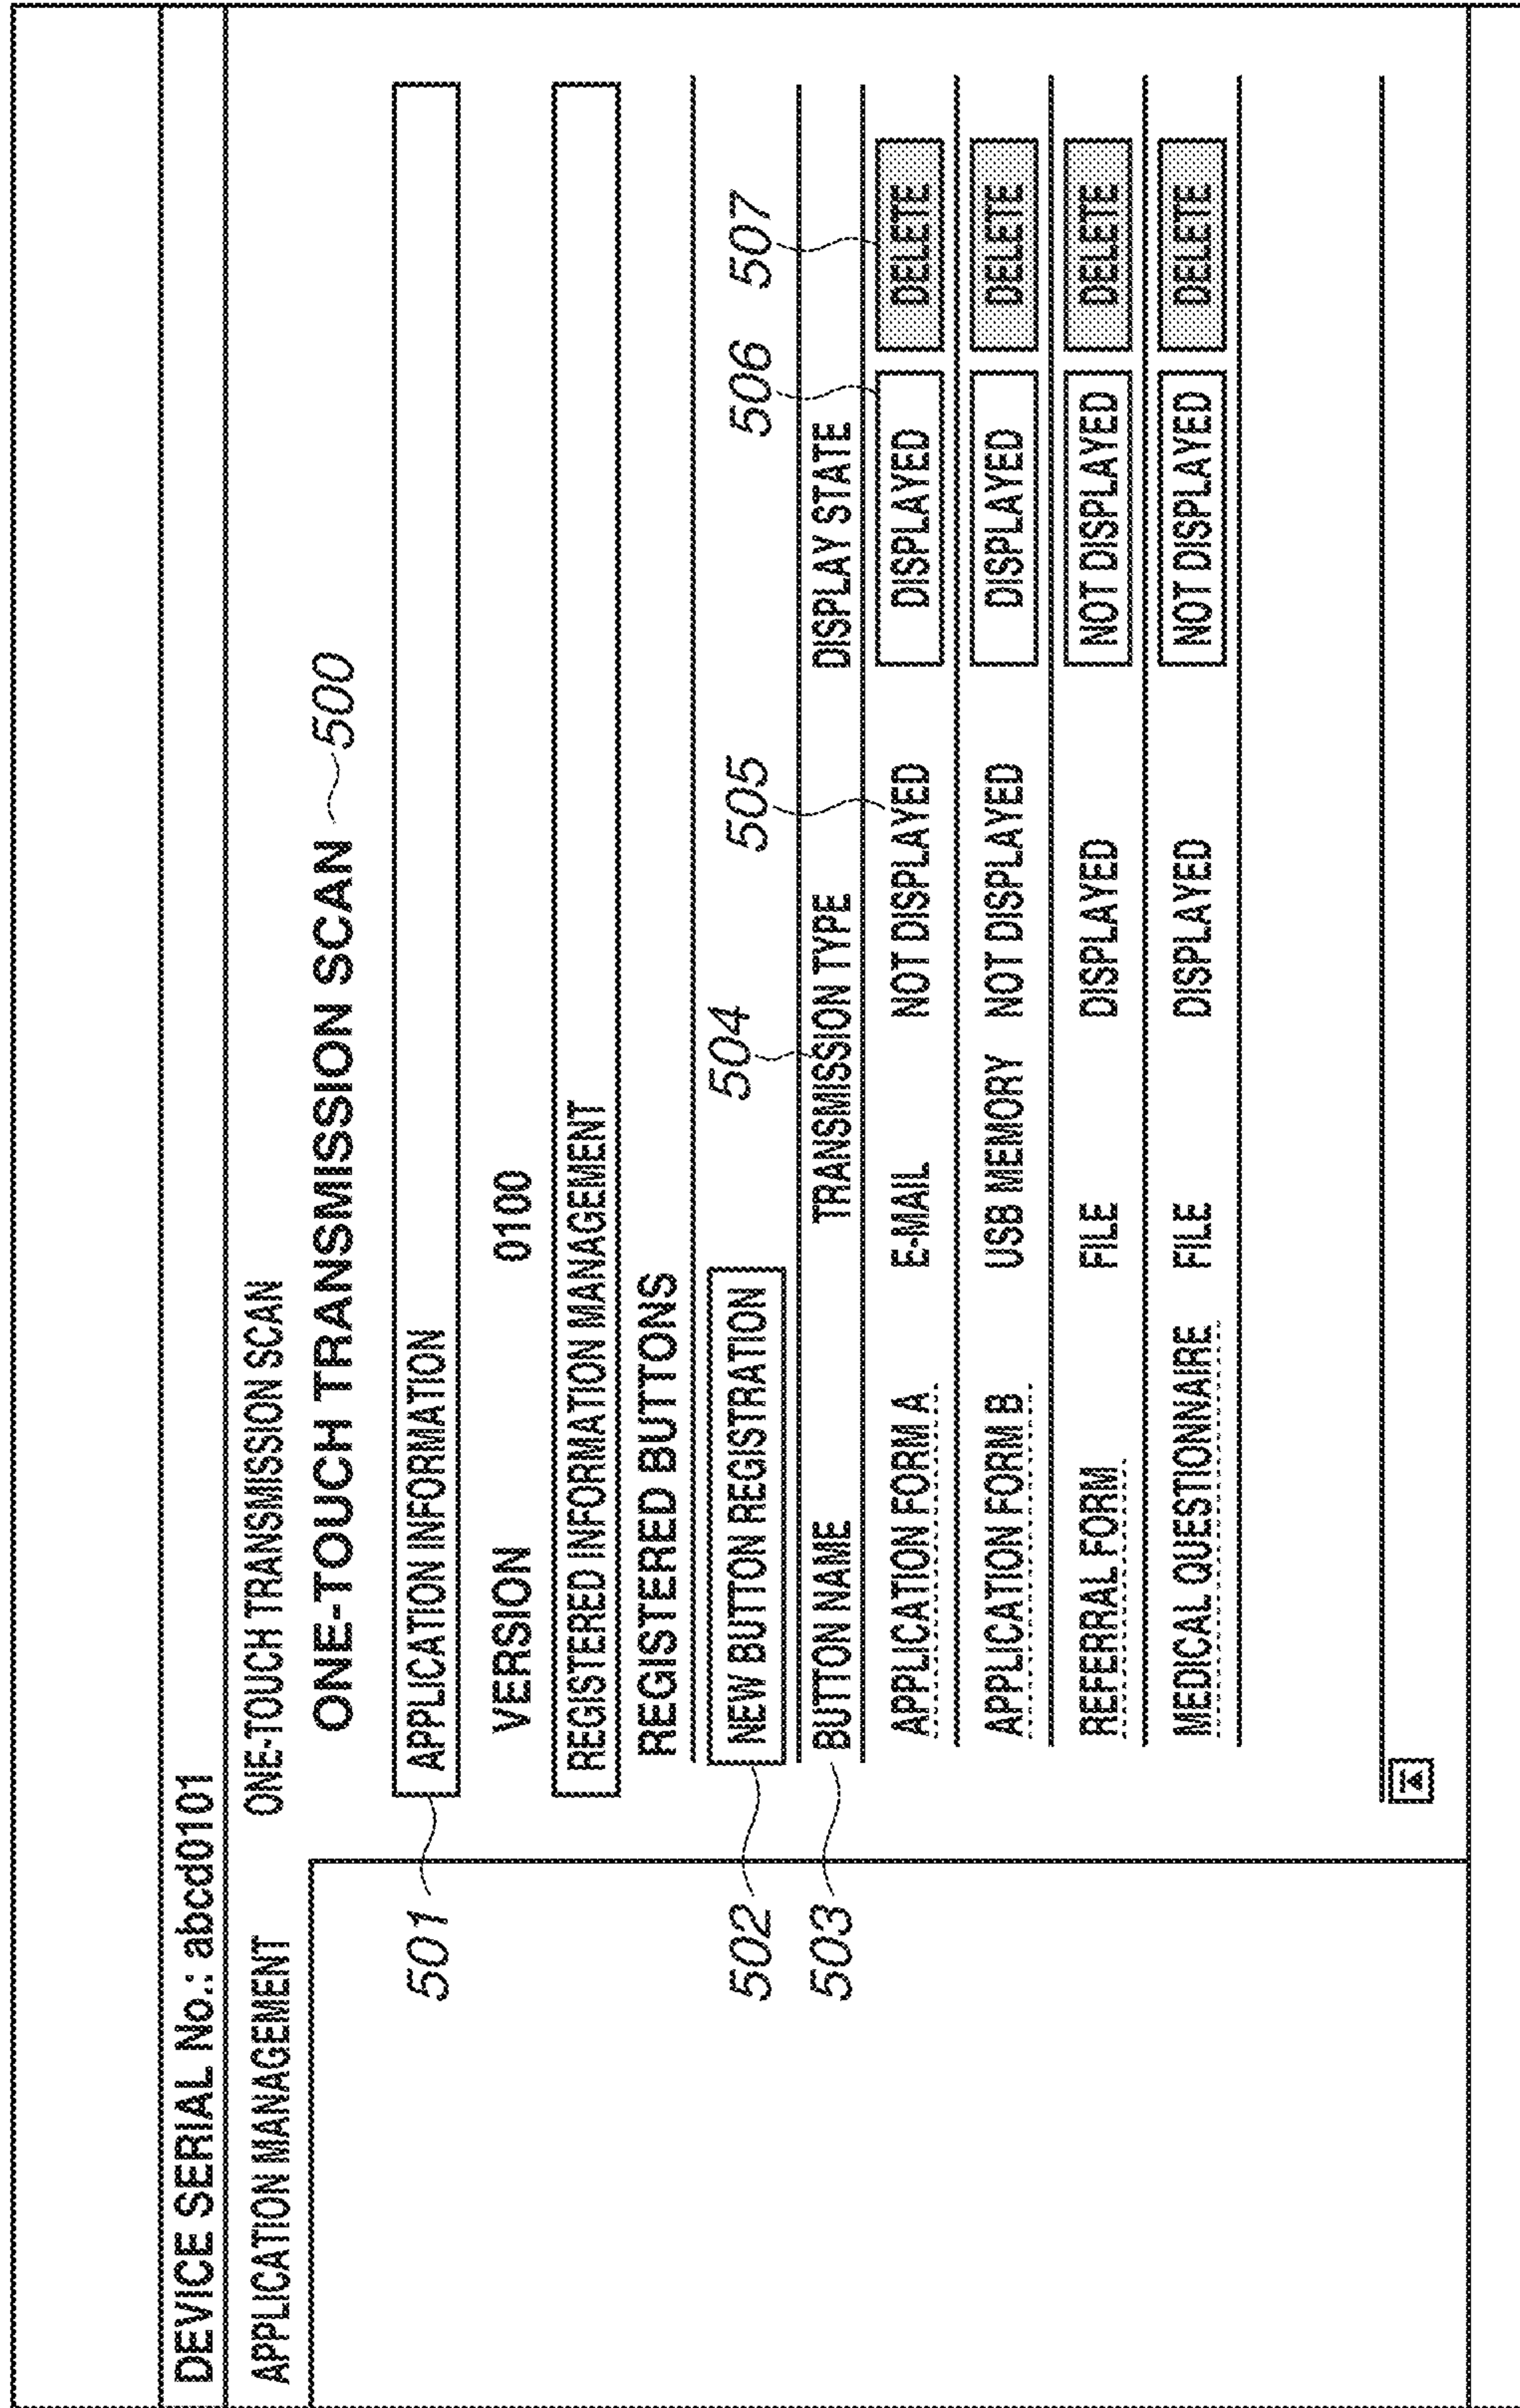 DEVICE SERIAL No.: abcd0101
APPLICATION MANAGEMENT ONE-TOUCH TRANSMISSION SCAN
ONE-TOUCH TRANSMISSION SCAN 500
501 APPLICATION INFORMATION
VERSION 0100
REGISTERED INFORMATION MANAGEMENT
REGISTERED BUTTONS
502 NEW BUTTON REGISTRATION 504 505 506 507
503 BUTTON NAME TRANSMISSION TYPE DISPLAY STATE
APPLICATION FORM A E-MAIL NOT DISPLAYED DISPLAYED DELETE
APPLICATION FORM B USB MEMORY NOT DISPLAYED DISPLAYED DELETE
REFERRAL FORM FILE DISPLAYED NOT DISPLAYED DELETE
MEDICAL QUESTIONNAIRE FILE DISPLAYED NOT DISPLAYED DELETE